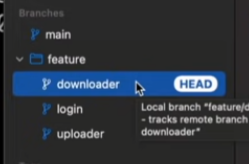 Branches
main
feature
downloader HEAD
login
uploader
Local branch "feature/d
- tracks remote branch
downloader"